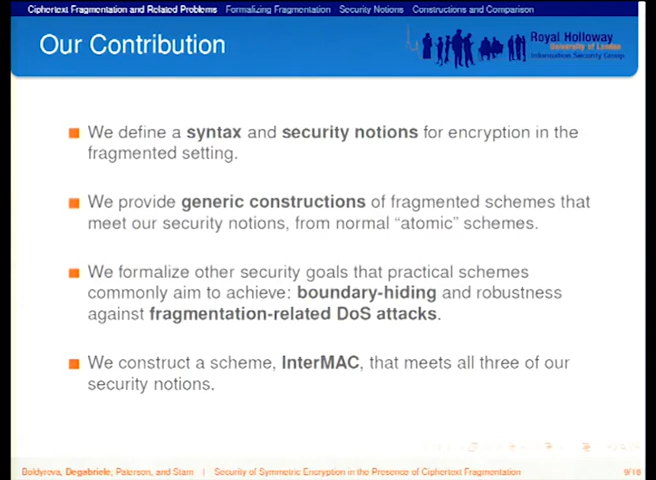 Ciphertext Fragmentation and Related Problems Formalizing Fragmentation Security Notions Constructions and Comparison
Our Contribution
Royal Holloway
University of London
Information Security Group
We define a syntax and security notions for encryption in the
fragmented setting.
We provide generic constructions of fragmented schemes that
meet our security notions, from normal “atomic” schemes.
We formalize other security goals that practical schemes
commonly aim to achieve: boundary-hiding and robustness
against fragmentation-related DoS attacks.
We construct a scheme, InterMAC, that meets all three of our
security notions.
Boldyreva, Degabriele, Paterson, and Stam | Security of Symmetric Encryption in the Presence of Ciphertext Fragmentation 9/18